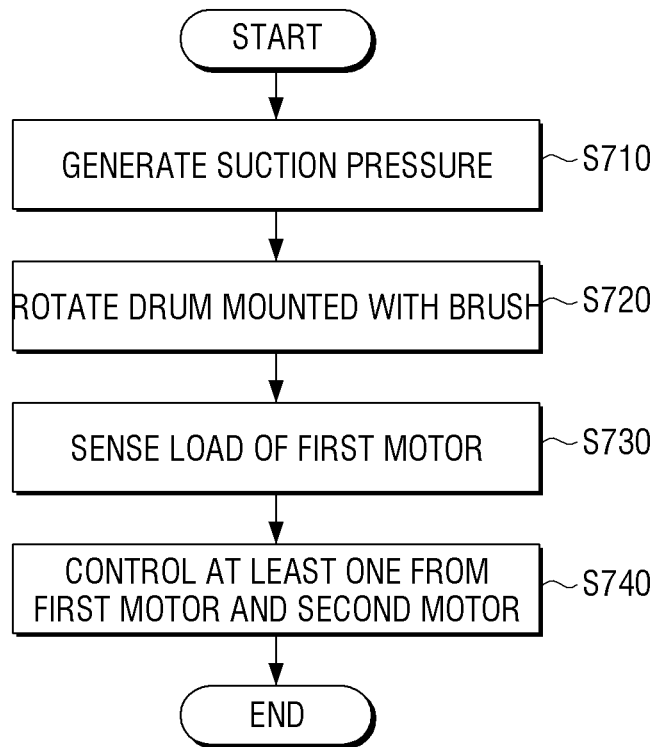 START
GENERATE SUCTION PRESSURE
S710
ROTATE DRUM MOUNTED WITH BRUSH
S720
SENSE LOAD OF FIRST MOTOR
S730
CONTROL AT LEAST ONE FROM
FIRST MOTOR AND SECOND MOTOR
S740
END